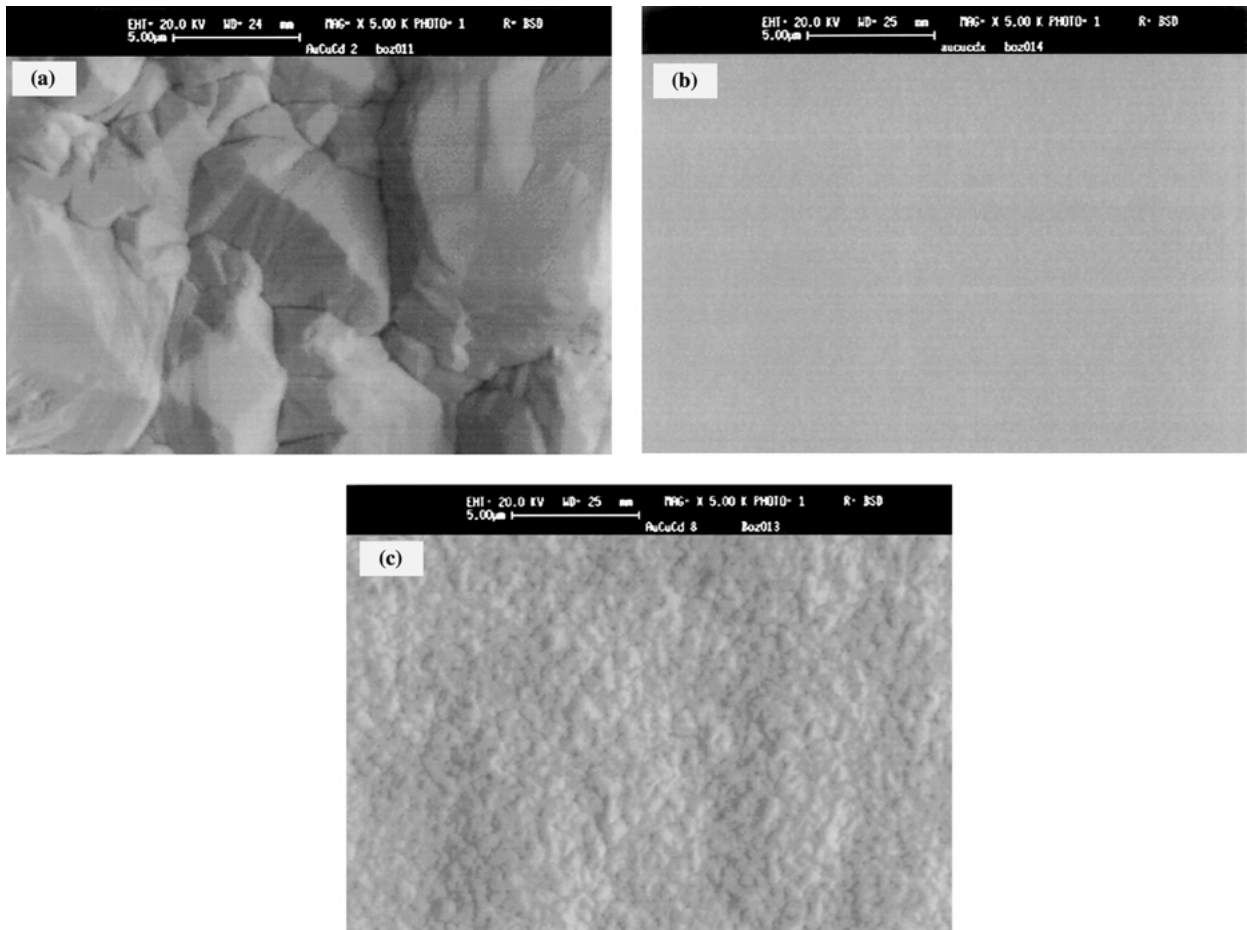 EHT- 20.0 KV WD- 24 mm MAG- X 5.00 K PHOTO- 1 R- BSD
5.00µm
AuCuCd 2 boz011
(a)
EHT- 20.0 KV WD- 25 mm MAG- X 5.00 K PHOTO- 1 R- BSD
5.00µm
aucucdx boz014
(b)
EHT- 20.0 KV WD- 25 mm MAG- X 5.00 K PHOTO- 1 R- BSD
5.00µm
AuCuCd 8 Boz013
(c)